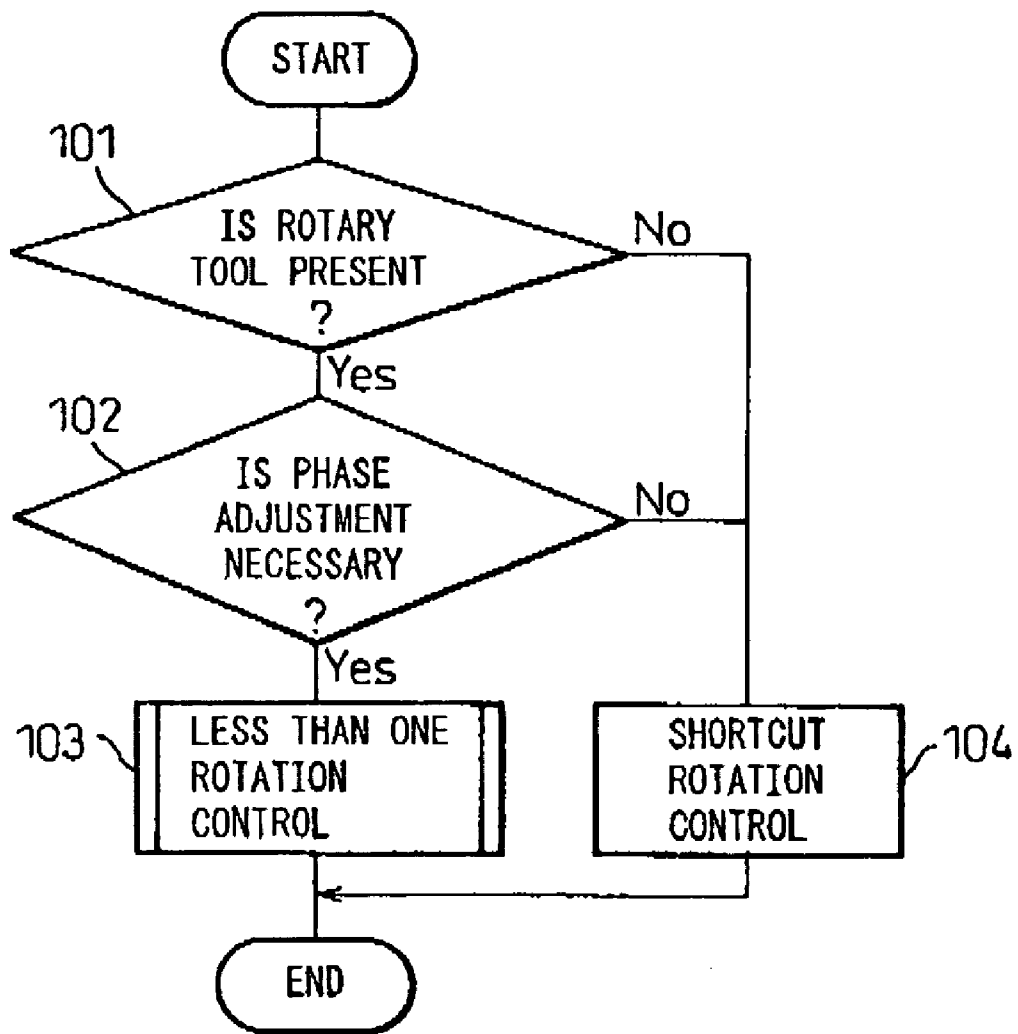 START
101
IS ROTARY
TOOL PRESENT
?
No
Yes
102
IS PHASE
ADJUSTMENT
NECESSARY
?
No
Yes
103
LESS THAN ONE
ROTATION
CONTROL
SHORTCUT
ROTATION
CONTROL
104
END